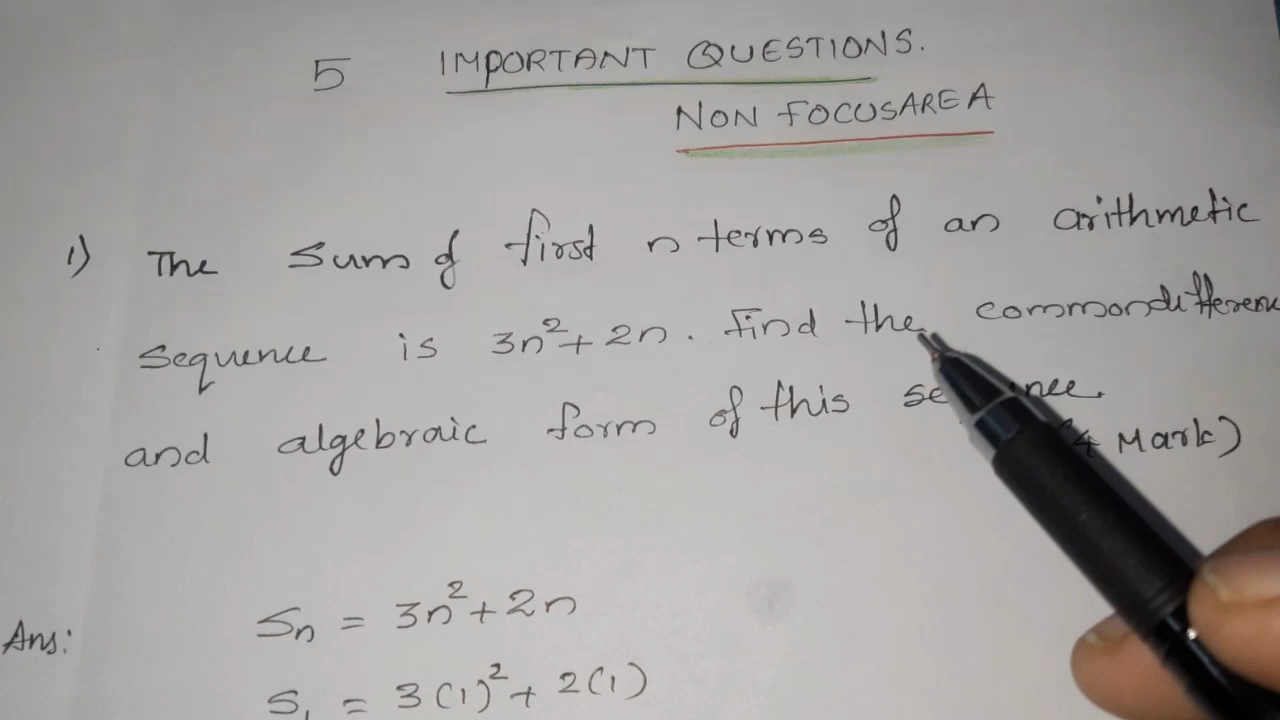 5 IMPORTANT QUESTIONS.
NON FOCUSAREA
1) The sum of first n terms of an arithmetic
sequence is 3n²+2n. Find the
and algebraic form of this
4 Mark)
Ans: Sn = 3n²+2n
S₁ = 3(1)²+2(1)